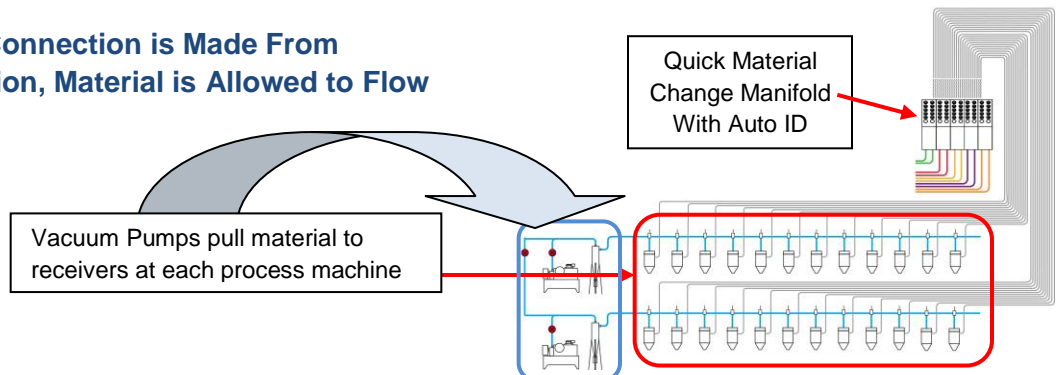 Connection is Made From
ion, Material is Allowed to Flow
Quick Material
Change Manifold
With Auto ID
Vacuum Pumps pull material to
receivers at each process machine